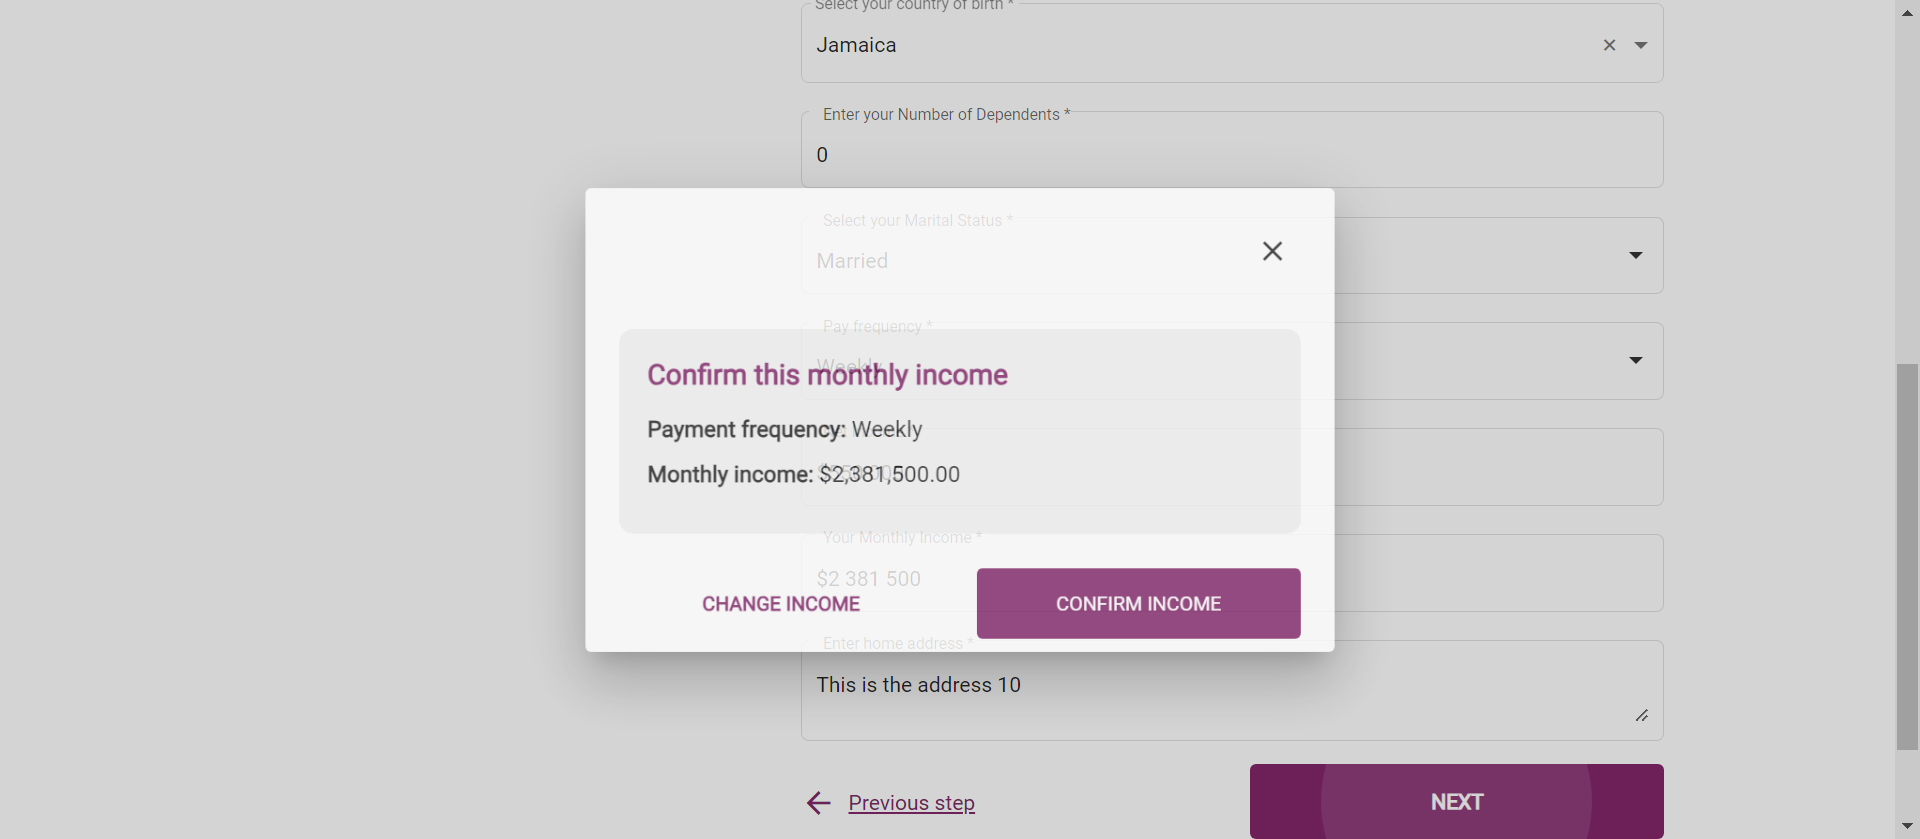 Select your country of birth *
Jamaica
Enter your Number of Dependents *
0
Select your Marital Status *
Married
Pay frequency *
Weekly
Confirm this monthly income
Payment frequency: Weekly
Monthly income: $2,381,500.00
Your Monthly Income *
$2 381 500
CHANGE INCOME
CONFIRM INCOME
Enter home address *
This is the address 10
Previous step
NEXT